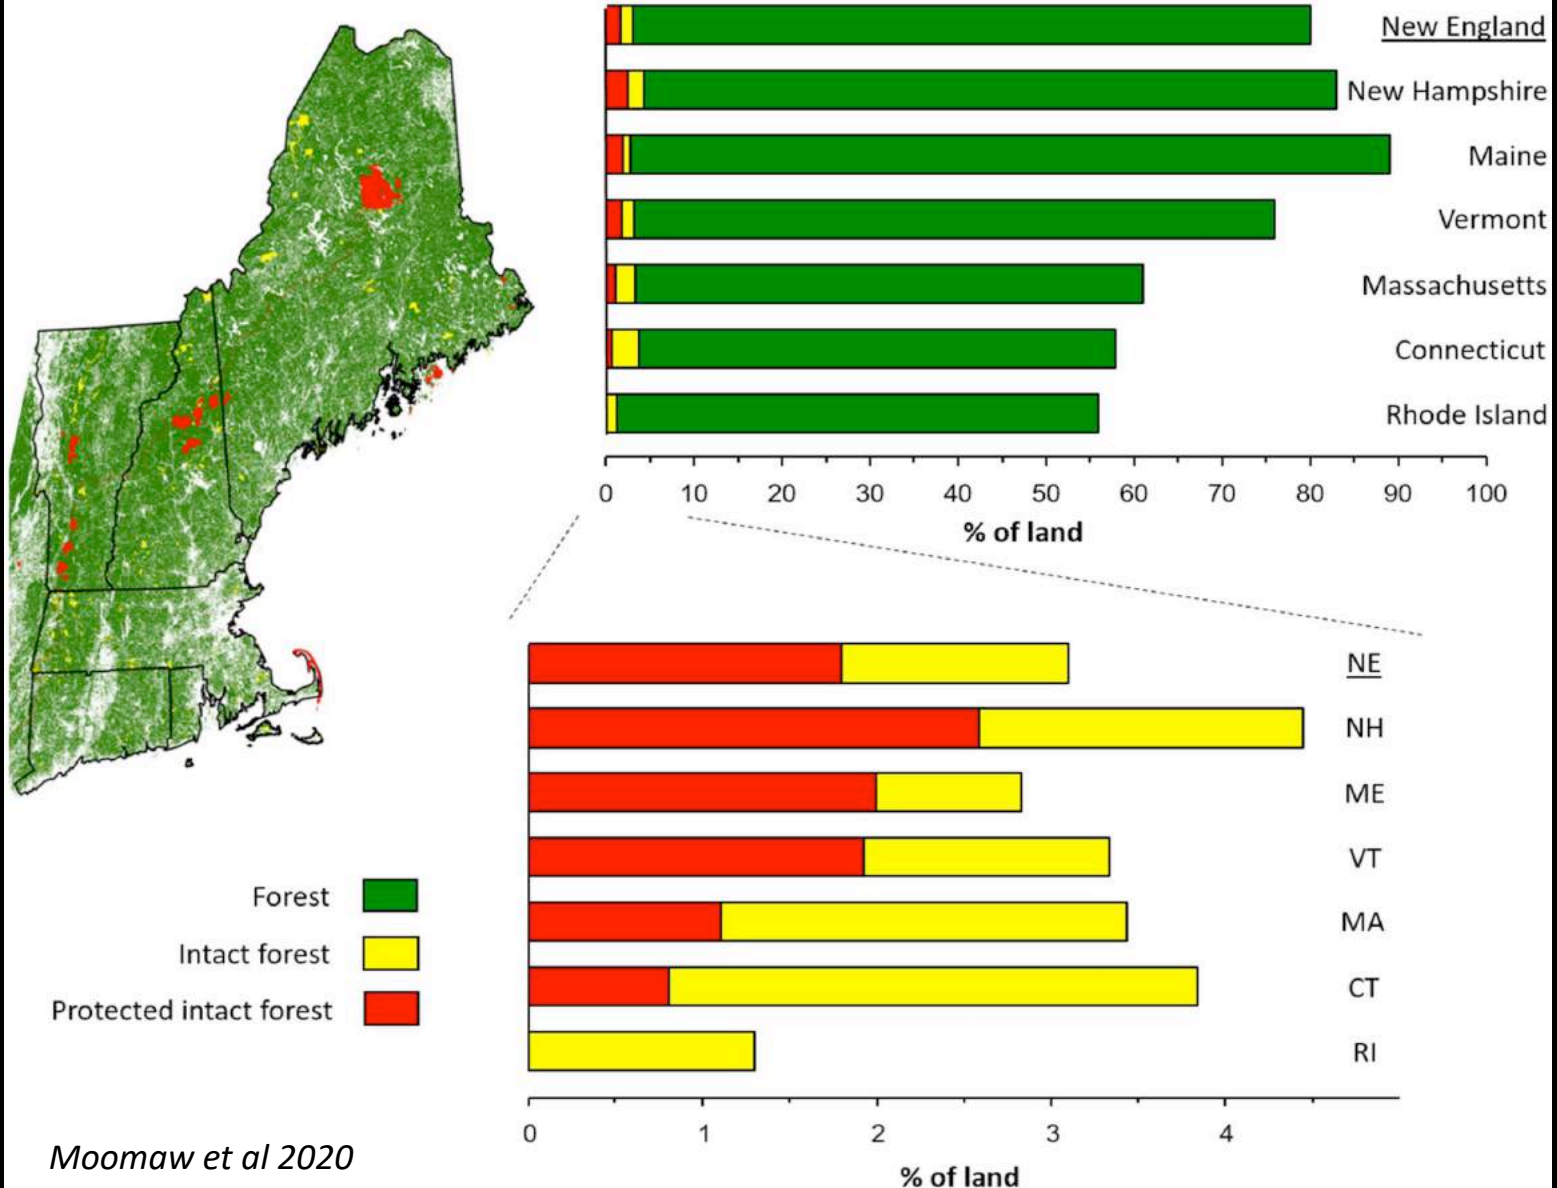 New England
New Hampshire
Maine
Vermont
Massachusetts
Connecticut
Rhode Island
0 10 20 30 40 50 60 70 80 90 100
% of land
NE
NH
ME
VT
MA
CT
RI
0 1 2 3 4
% of land
Forest
Intact forest
Protected intact forest
Moomaw et al 2020